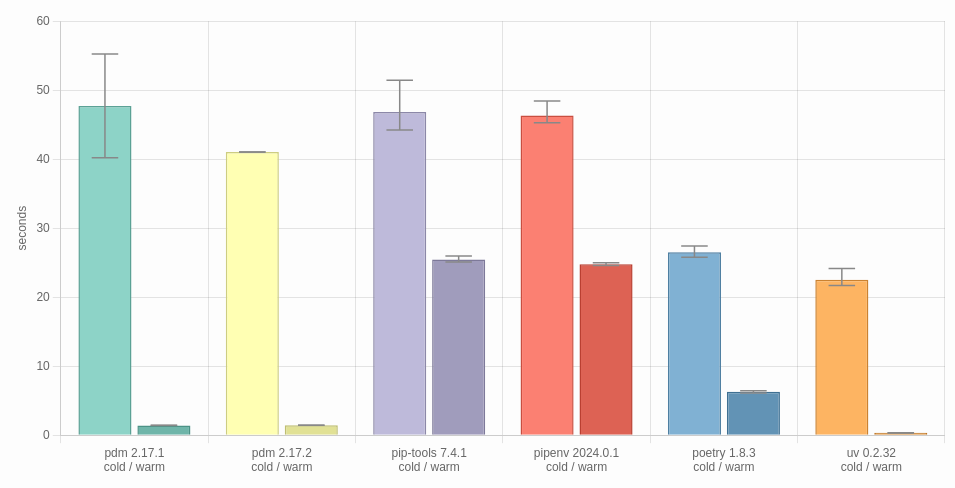 60
50
40
30
20
10
0
seconds
pdm 2.17.1
cold / warm
pdm 2.17.2
cold / warm
pip-tools 7.4.1
cold / warm
pipenv 2024.0.1
cold / warm
poetry 1.8.3
cold / warm
uv 0.2.32
cold / warm